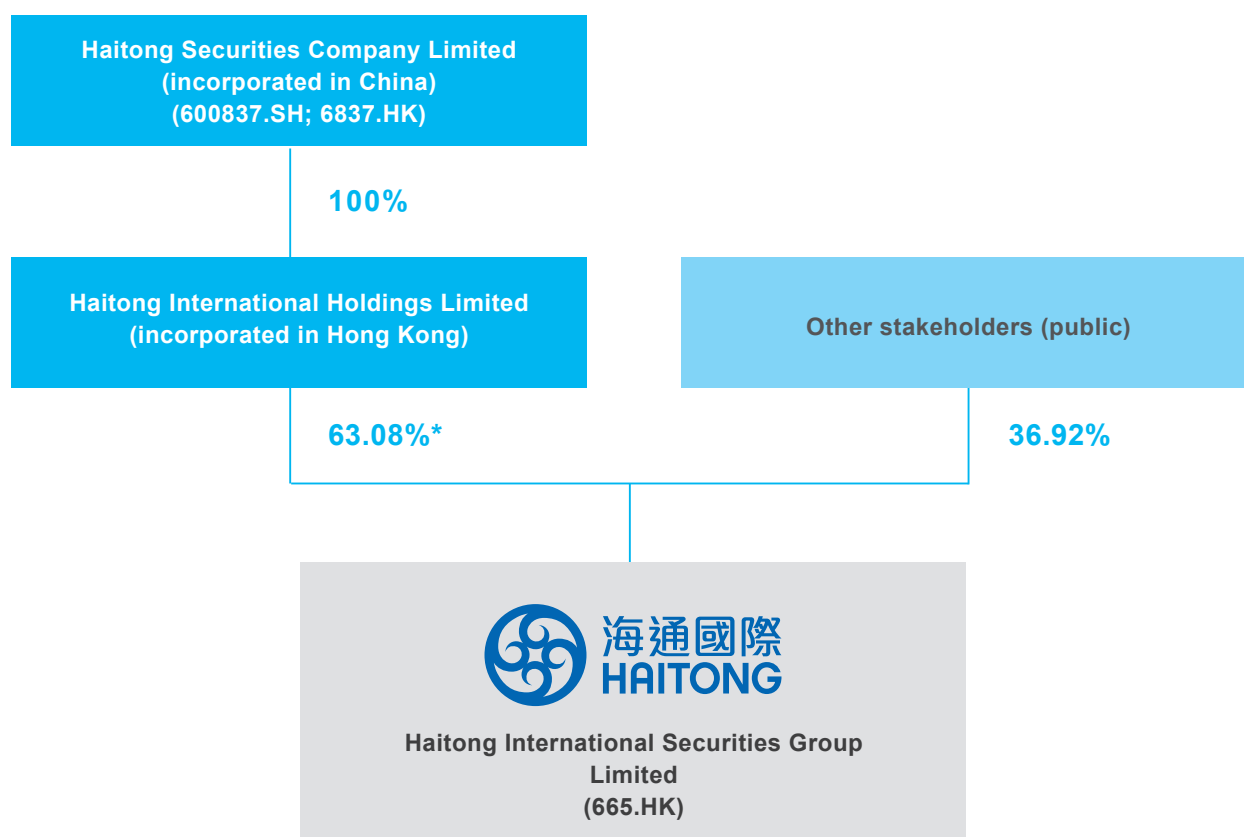 Haitong Securities Company Limited
(incorporated in China)
(600837.SH; 6837.HK)
100%
Haitong International Holdings Limited
(incorporated in Hong Kong)
Other stakeholders (public)
63.08%*
36.92%
海通國際
HAITONG
Haitong International Securities Group
Limited
(665.HK)